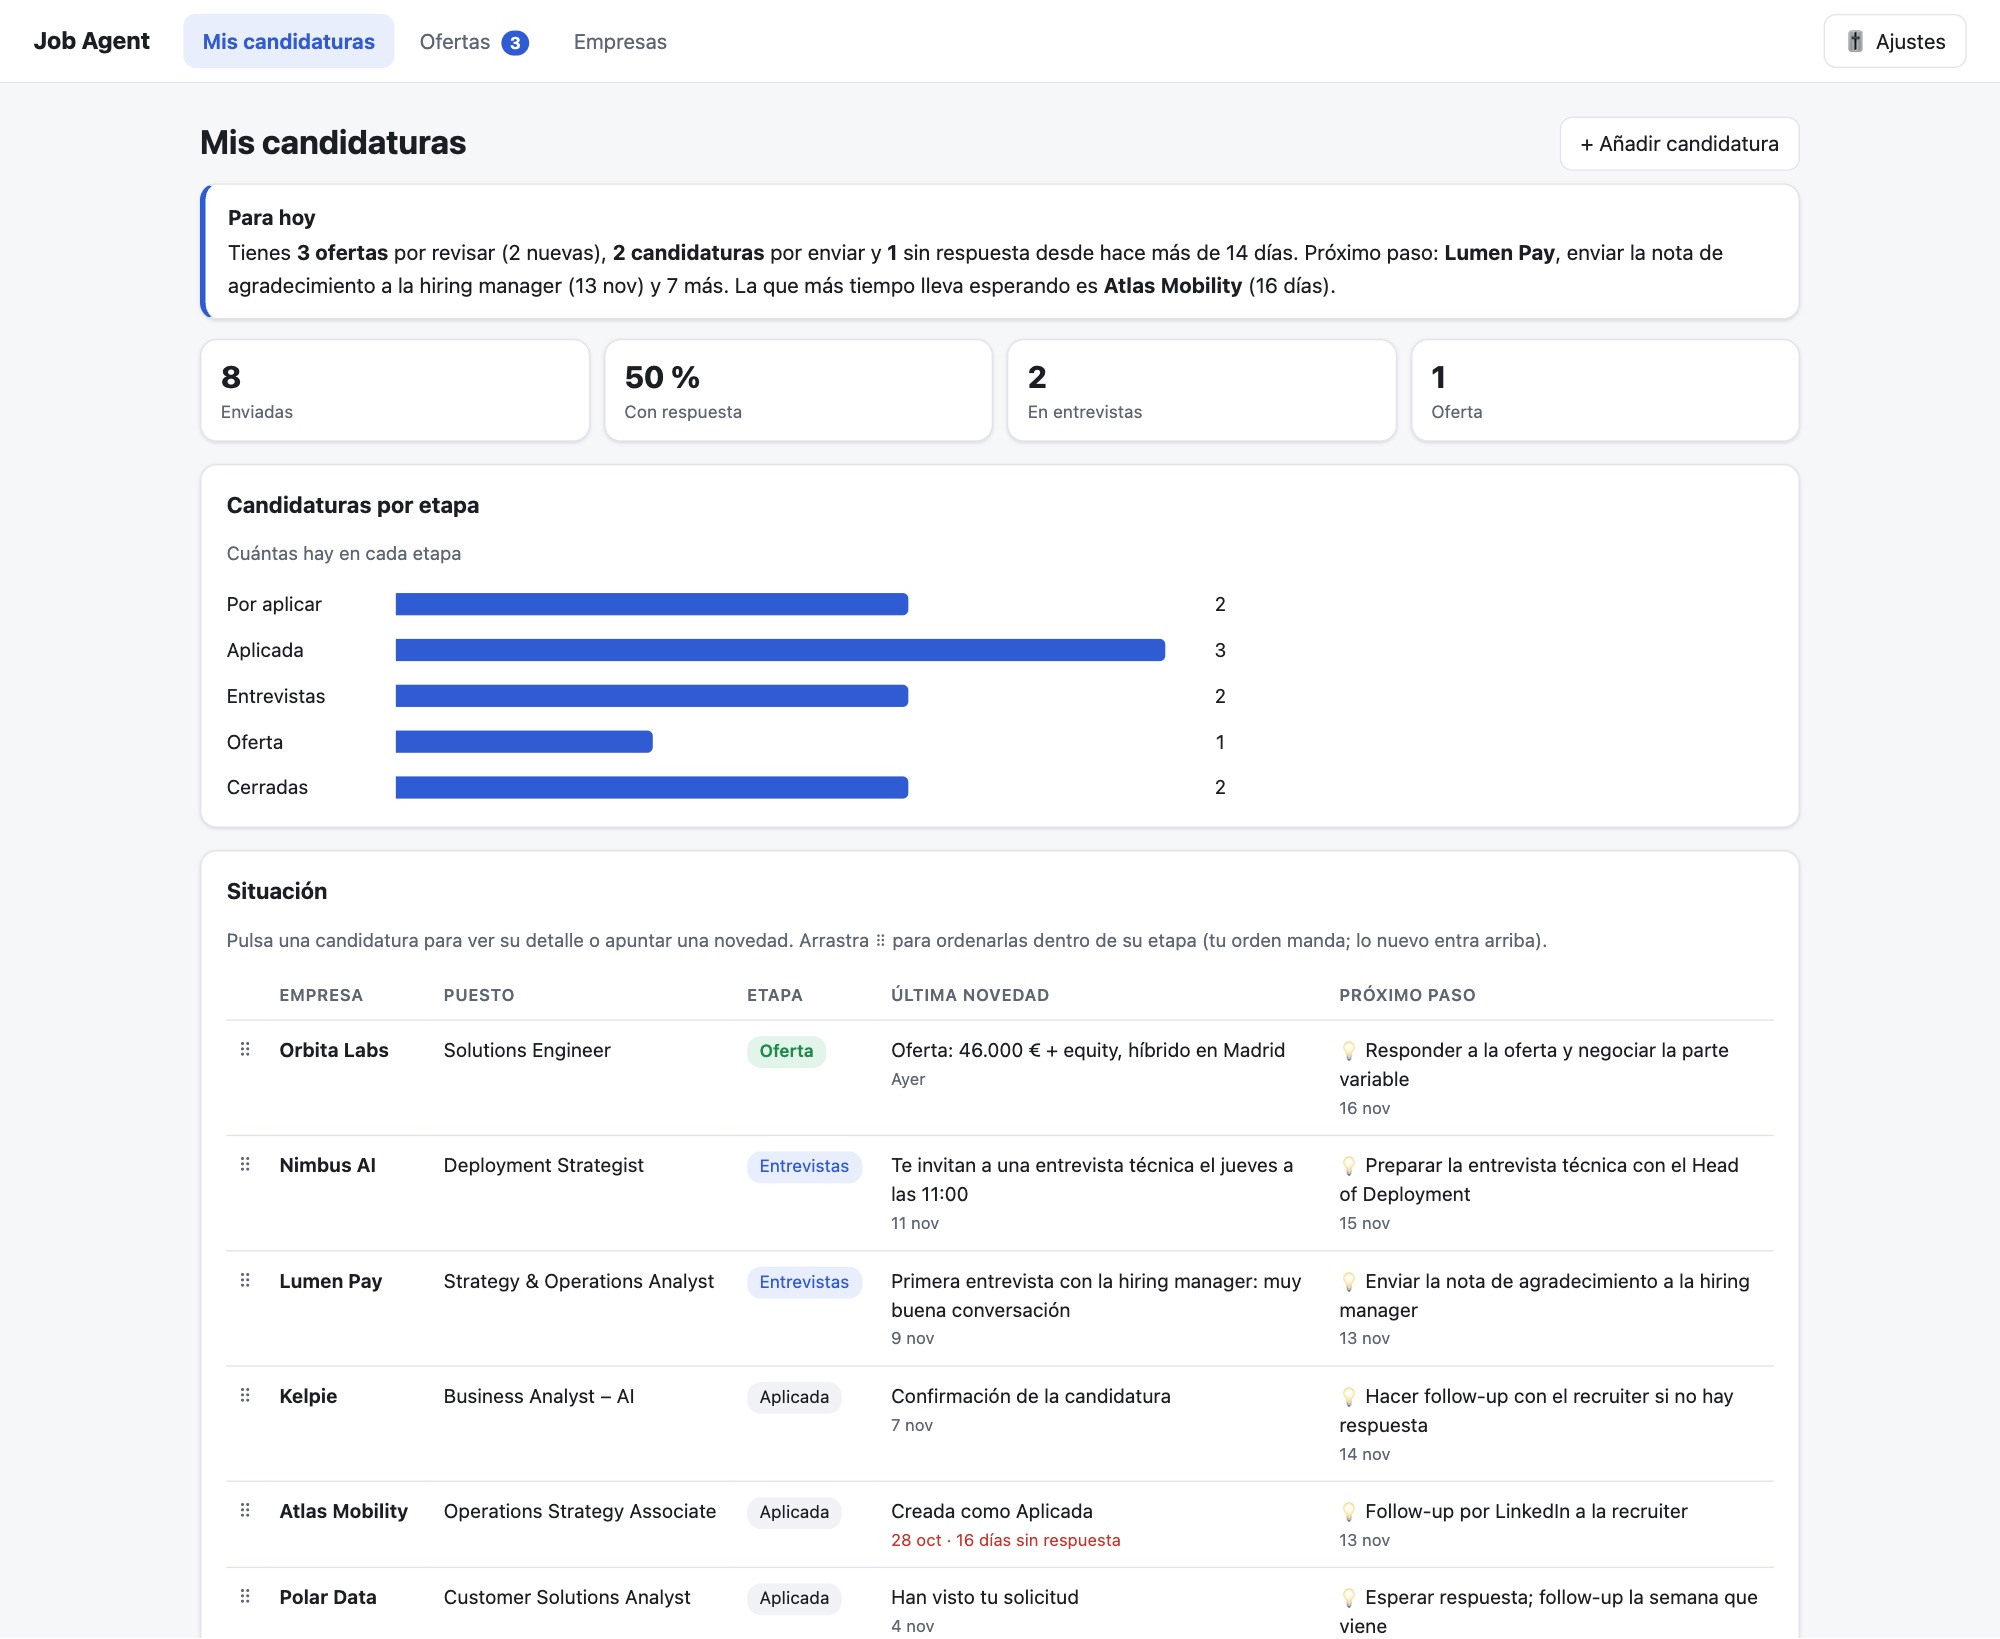 Job Agent
Mis candidaturas
Ofertas 3
Empresas
Ajustes
Mis candidaturas
+ Añadir candidatura
Para hoy
Tienes 3 ofertas por revisar (2 nuevas), 2 candidaturas por enviar y 1 sin respuesta desde hace más de 14 días. Próximo paso: Lumen Pay, enviar la nota de
agradecimiento a la hiring manager (13 nov) y 7 más. La que más tiempo lleva esperando es Atlas Mobility (16 días).
8
Enviadas
50 %
Con respuesta
2
En entrevistas
1
Oferta
Candidaturas por etapa
Cuántas hay en cada etapa
Por aplicar 2
Aplicada 3
Entrevistas 2
Oferta 1
Cerradas 2
Situación
Pulsa una candidatura para ver su detalle o apuntar una novedad. Arrastra ⠿ para ordenarlas dentro de su etapa (tu orden manda; lo nuevo entra arriba).
EMPRESA PUESTO ETAPA ÚLTIMA NOVEDAD PRÓXIMO PASO
Orbita Labs
Solutions Engineer
Oferta
Oferta: 46.000 € + equity, híbrido en Madrid
Ayer
Responder a la oferta y negociar la parte
variable
16 nov
Nimbus AI
Deployment Strategist
Entrevistas
Te invitan a una entrevista técnica el jueves a
las 11:00
11 nov
Preparar la entrevista técnica con el Head
of Deployment
15 nov
Lumen Pay
Strategy & Operations Analyst
Entrevistas
Primera entrevista con la hiring manager: muy
buena conversación
9 nov
Enviar la nota de agradecimiento a la hiring
manager
13 nov
Kelpie
Business Analyst – AI
Aplicada
Confirmación de la candidatura
7 nov
Hacer follow-up con el recruiter si no hay
respuesta
14 nov
Atlas Mobility
Operations Strategy Associate
Aplicada
Creada como Aplicada
28 oct · 16 días sin respuesta
Follow-up por LinkedIn a la recruiter
13 nov
Polar Data
Customer Solutions Analyst
Aplicada
Han visto tu solicitud
4 nov
Esperar respuesta; follow-up la semana que
viene